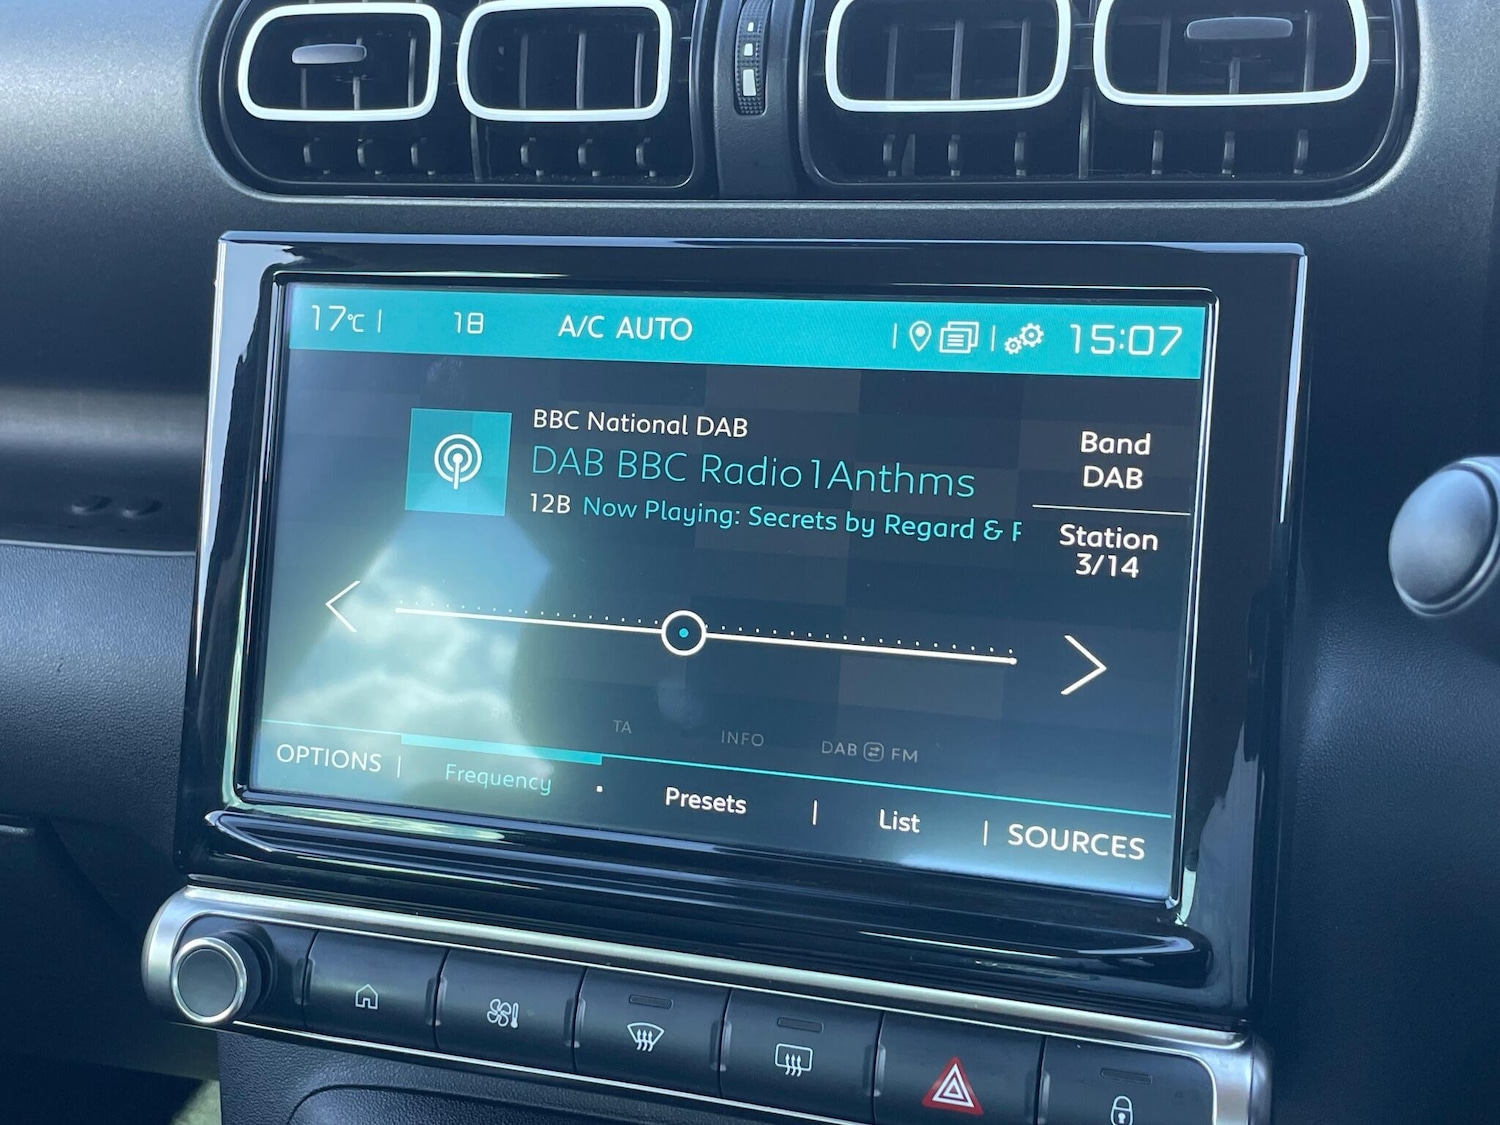 17°C | 18 A/C AUTO 15:07
BBC National DAB
DAB BBC Radio1Anthms
12B Now Playing: Secrets by Regard &
Band
DAB
Station
3/14
TA INFO DAB FM
OPTIONS | Frequency Presets | List | SOURCES